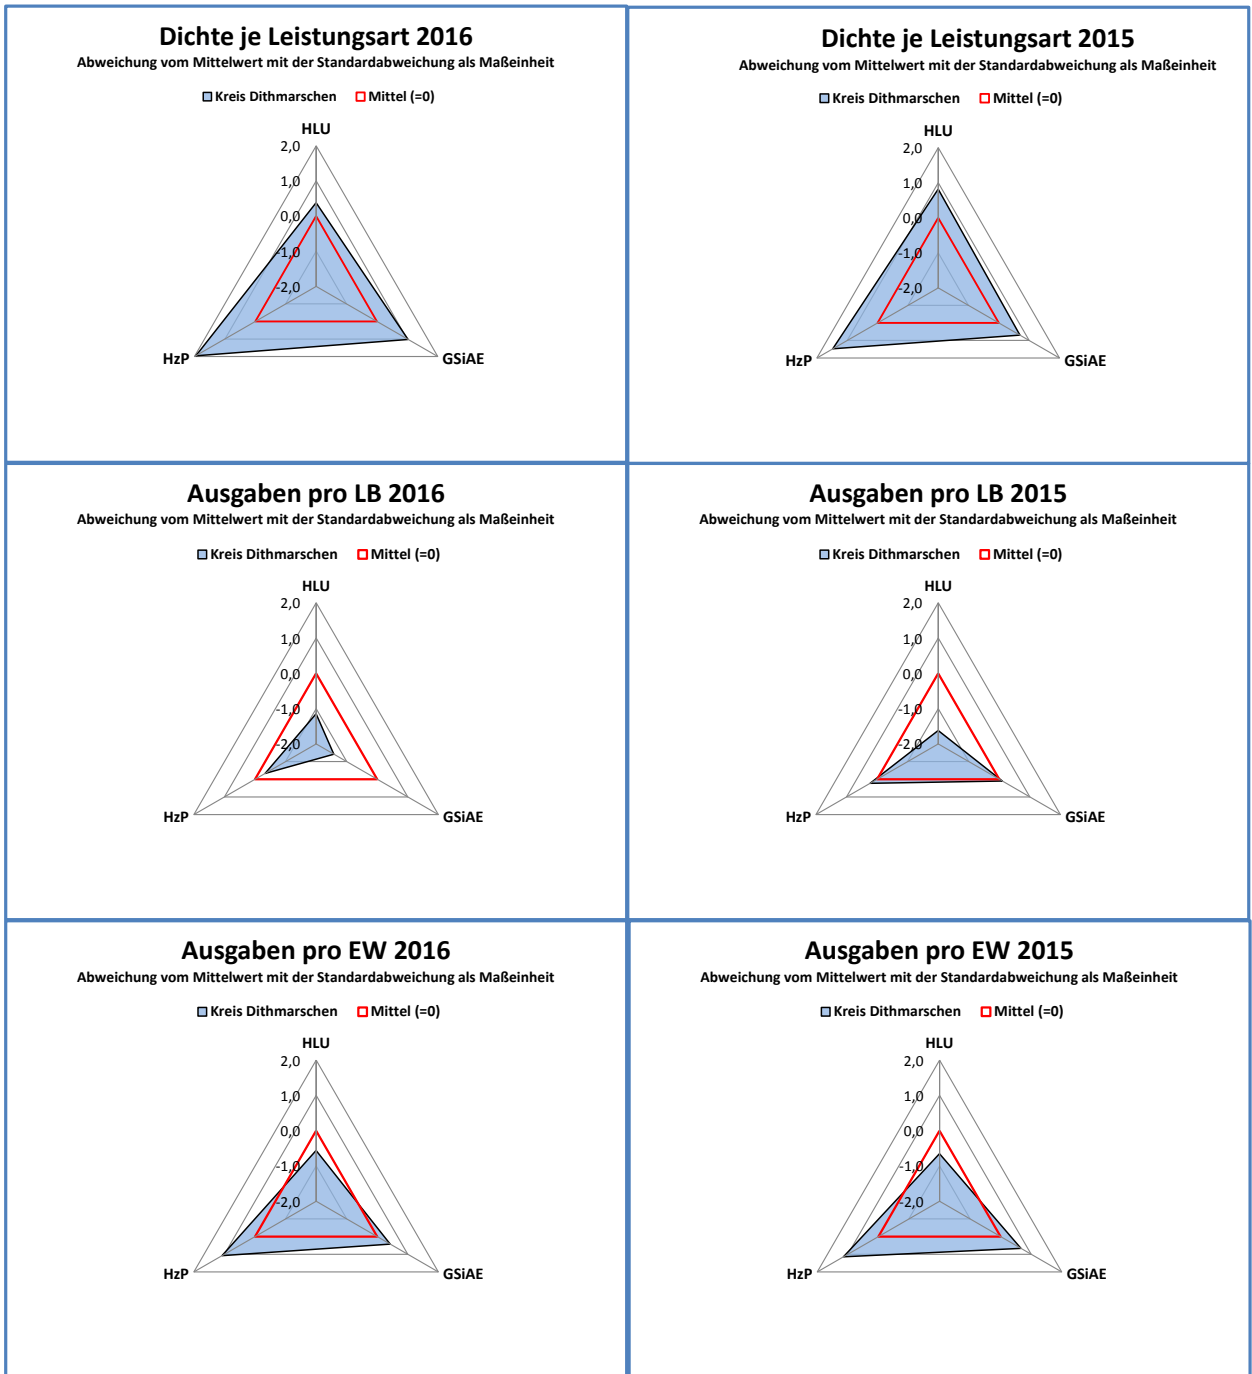 Dichte je Leistungsart 2016
Abweichung vom Mittelwert mit der Standardabweichung als Maßeinheit
Kreis Dithmarschen Mittel (=0)
HLU
2,0
1,0
0,0
-1,0
-2,0
HzP
GSiAE
Dichte je Leistungsart 2015
Abweichung vom Mittelwert mit der Standardabweichung als Maßeinheit
Kreis Dithmarschen Mittel (=0)
HLU
2,0
1,0
0,0
-1,0
-2,0
HzP
GSiAE
Ausgaben pro LB 2016
Abweichung vom Mittelwert mit der Standardabweichung als Maßeinheit
Kreis Dithmarschen Mittel (=0)
HLU
2,0
1,0
0,0
-1,0
-2,0
HzP
GSiAE
Ausgaben pro LB 2015
Abweichung vom Mittelwert mit der Standardabweichung als Maßeinheit
Kreis Dithmarschen Mittel (=0)
HLU
2,0
1,0
0,0
-1,0
-2,0
HzP
GSiAE
Ausgaben pro EW 2016
Abweichung vom Mittelwert mit der Standardabweichung als Maßeinheit
Kreis Dithmarschen Mittel (=0)
HLU
2,0
1,0
0,0
-1,0
-2,0
HzP
GSiAE
Ausgaben pro EW 2015
Abweichung vom Mittelwert mit der Standardabweichung als Maßeinheit
Kreis Dithmarschen Mittel (=0)
HLU
2,0
1,0
0,0
-1,0
-2,0
HzP
GSiAE